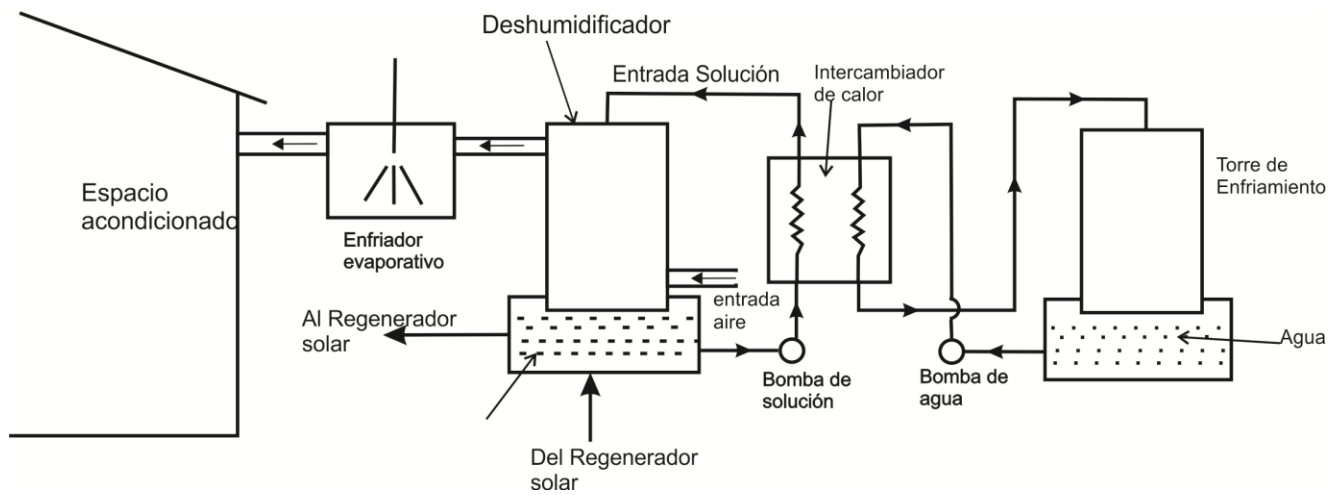 Deshumidificador
Entrada Solución
Intercambiador
de calor
Espacio
acondicionado
Enfriador
evaporativo
Torre de
Enfriamiento
entrada
aire
Al Regenerador
solar
Agua
Bomba de
solución
Bomba de
agua
Del Regenerador
solar